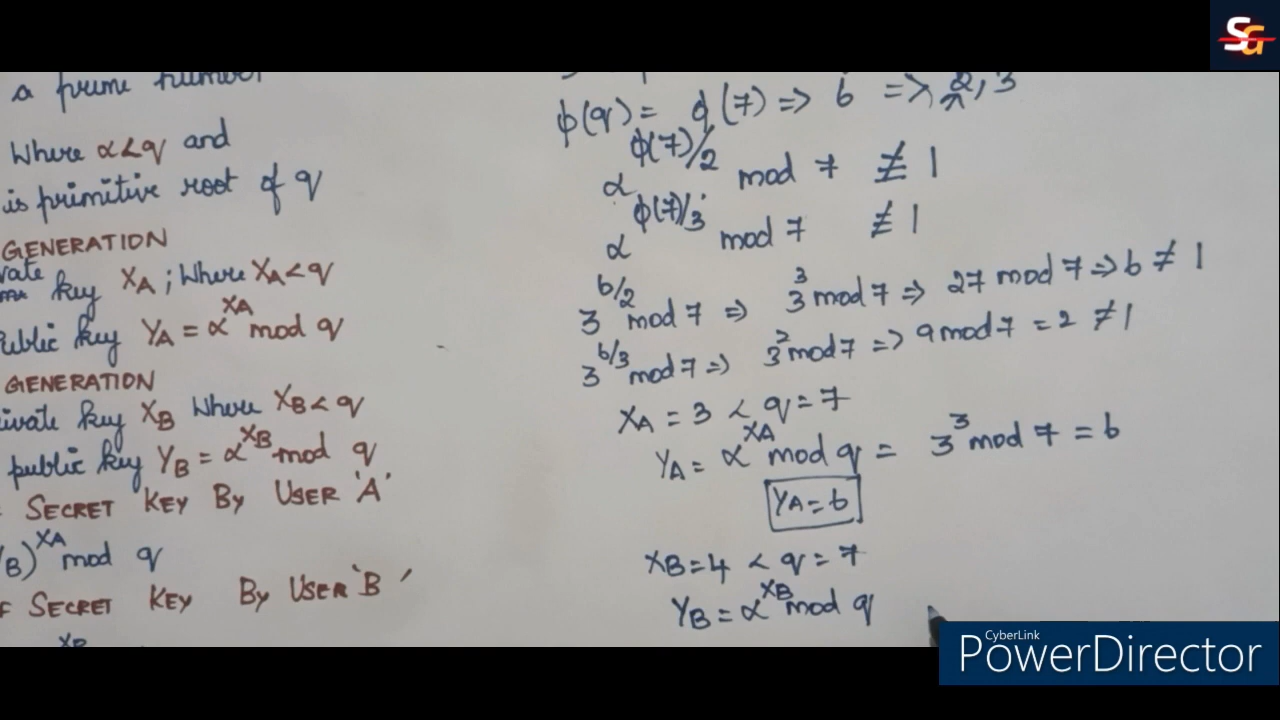 a prime number
Where α<q and
is primitive root of q
GENERATION
key XA ; Where XA<q
public key YA = α^XA mod q
GENERATION
key XB Where XB<q
public key YB = α^XB mod q
SECRET KEY By USER 'A'
B)^XA mod q
SECRET KEY By USER 'B'
XB
ϕ(q) = ϕ(7) => 6 => 2,3
α^ϕ(7)/2 mod 7 ≢ 1
α^ϕ(7)/3 mod 7 ≢ 1
3^6/2 mod 7 => 3^3 mod 7 => 27 mod 7 => 6 ≠ 1
3^6/3 mod 7 => 3^2 mod 7 => 9 mod 7 = 2 ≠ 1
XA = 3 < q = 7
YA = α^XA mod q = 3^3 mod 7 = 6
YA = 6
XB = 4 < q = 7
YB = α^XB mod q
SG
CyberLink
PowerDirector